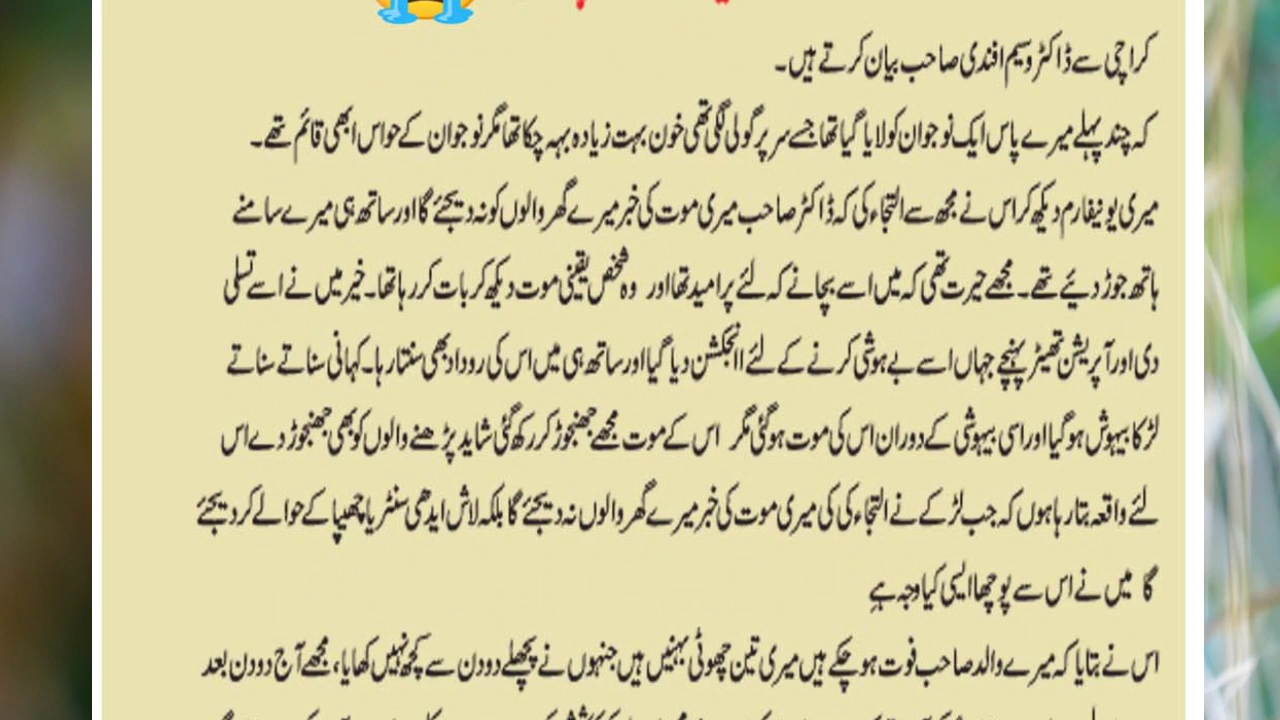 کراچی سے ڈاکٹر وسیم افندی صاحب بیان کرتے ہیں۔
کہ چند پہلے میرے پاس ایک نوجوان کو لایا گیا تھا جسے سر پر گولی لگی تھی خون بہت زیادہ بہہ چکا تھا مگر نوجوان کے حواس ابھی قائم تھے۔
میری یونیفارم دیکھ کر اس نے مجھ سے التجاء کی کہ ڈاکٹر صاحب میری موت کی خبر میرے گھر والوں کو نہ دیجئے گا اور ساتھ ہی میرے سامنے
ہاتھ جوڑ دیئے تھے۔ مجھے حیرت تھی کہ میں اسے بچانے کہ لئے پر امید تھا اور وہ شخص یقینی موت دیکھ کر بات کر رہا تھا۔ خیر میں نے اسے تسلی
دی اور آپریشن تھیٹر پہنچے جہاں اسے بے ہوشی کرنے کے لئے اانجکشن دیا گیا اور ساتھ ہی میں اس کی روداد بھی سنتا رہا۔ کہانی سناتے سناتے
لڑکا بیہوش ہو گیا اور اسی بیہوشی کے دوران اس کی موت ہو گئی مگر اس کے موت مجھے جھنجوڑ کر رکھ گئی شاید پڑھنے والوں کو بھی جھنجوڑ دے اس
لئے واقعہ بتا رہا ہوں کہ جب لڑکے نے التجاء کی کی میری موت کی خبر میرے گھر والوں نہ دیجئے گا بلکہ لاش ایدھی سنٹر یا چھیپا کے حوالے کر دیجئے
گا میں نے اس سے پوچھا ایسی کیا وجہ ہے
اس نے بتایا کہ میرے والد صاحب فوت ہو چکے ہیں میری تین چھوٹی بہنیں ہیں جنہوں نے پچھلے دو دن سے کچھ نہیں کھایا، مجھے آج دو دن بعد